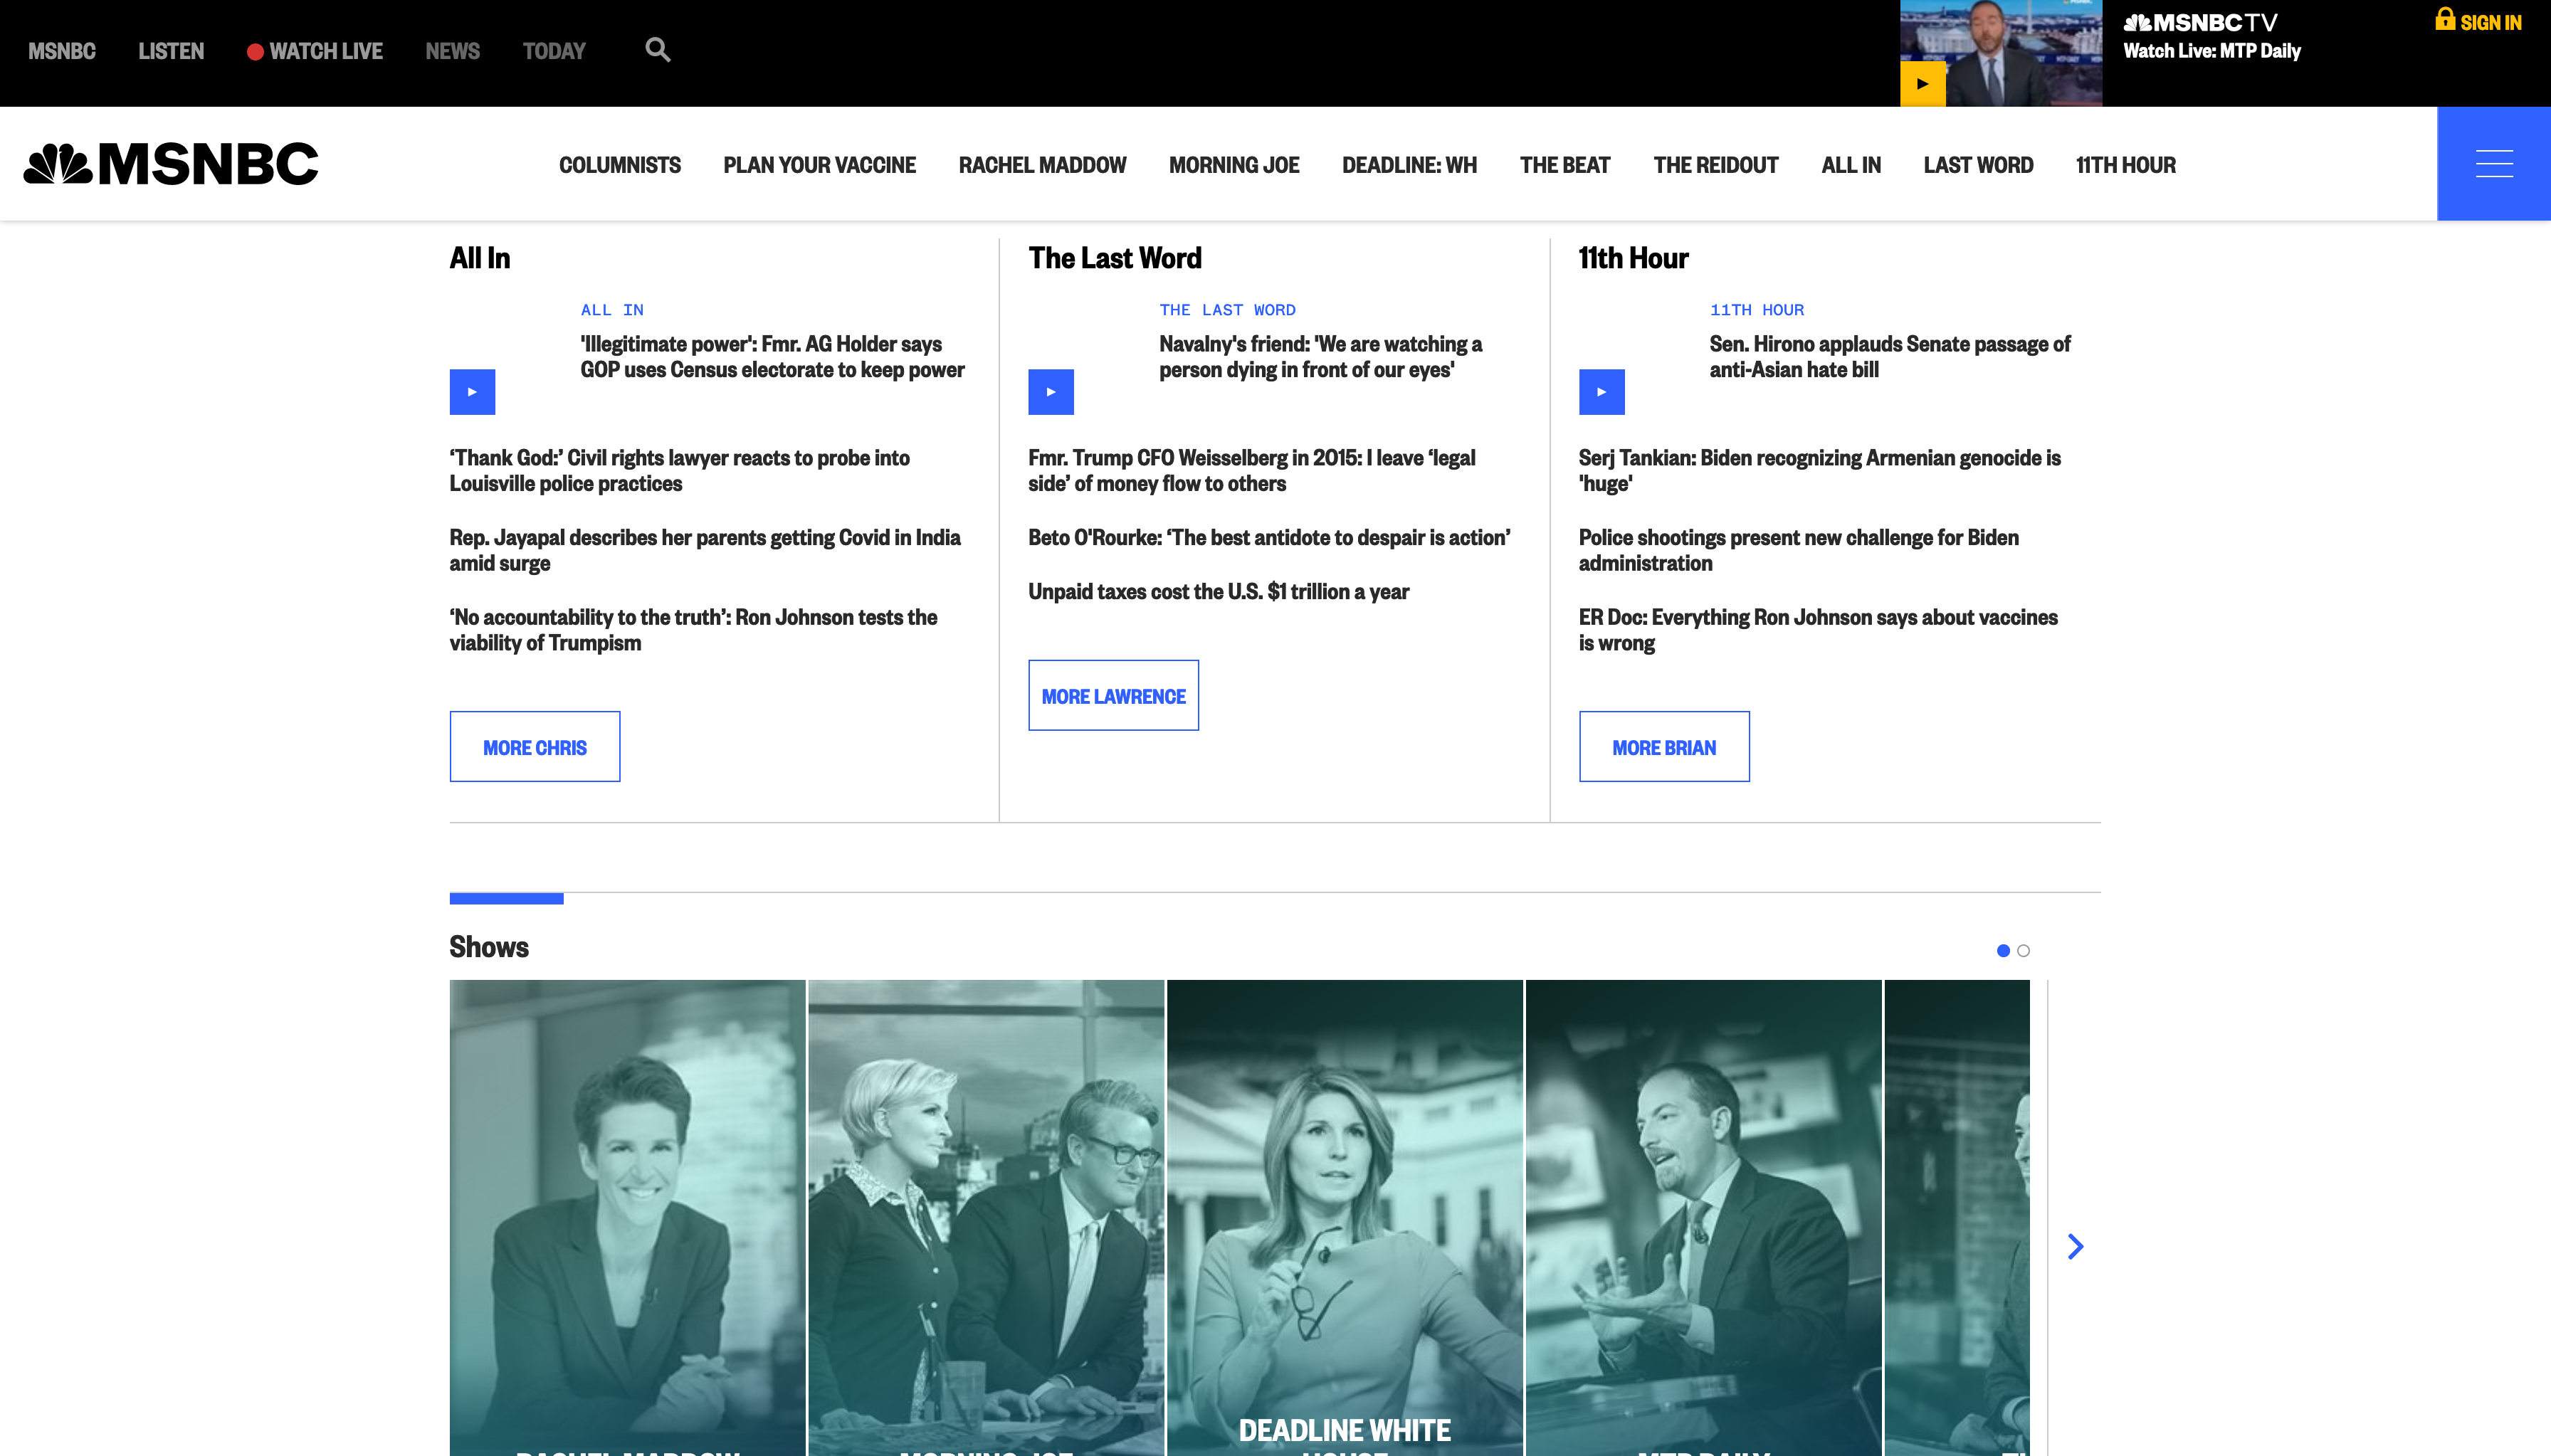 MSNBC LISTEN WATCH LIVE NEWS TODAY
MSNBC TV
Watch Live: MTP Daily
SIGN IN
MSNBC
COLUMNISTS PLAN YOUR VACCINE RACHEL MADDOW MORNING JOE DEADLINE: WH THE BEAT THE REIDOUT ALL IN LAST WORD 11TH HOUR
All In
ALL IN
'Illegitimate power': Fmr. AG Holder says
GOP uses Census electorate to keep power
‘Thank God:’ Civil rights lawyer reacts to probe into
Louisville police practices
Rep. Jayapal describes her parents getting Covid in India
amid surge
‘No accountability to the truth’: Ron Johnson tests the
viability of Trumpism
MORE CHRIS
The Last Word
THE LAST WORD
Navalny's friend: 'We are watching a
person dying in front of our eyes'
Fmr. Trump CFO Weisselberg in 2015: I leave ‘legal
side’ of money flow to others
Beto O'Rourke: ‘The best antidote to despair is action’
Unpaid taxes cost the U.S. $1 trillion a year
MORE LAWRENCE
11th Hour
11TH HOUR
Sen. Hirono applauds Senate passage of
anti-Asian hate bill
Serj Tankian: Biden recognizing Armenian genocide is
'huge'
Police shootings present new challenge for Biden
administration
ER Doc: Everything Ron Johnson says about vaccines
is wrong
MORE BRIAN
Shows
RACHEL MADDOW
MORNING JOE
DEADLINE WHITE
HOUSE
MTP DAILY